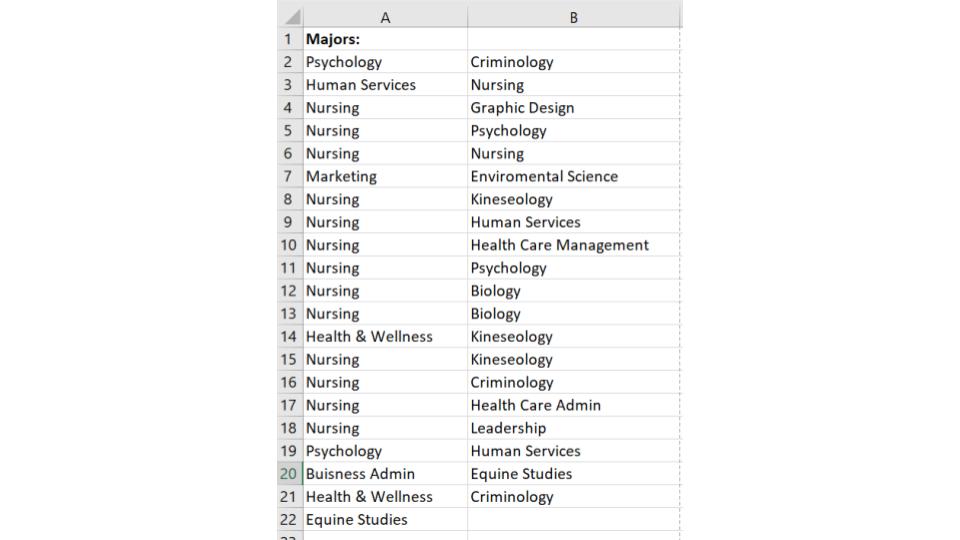 A B
1 Majors:
2 Psychology Criminology
3 Human Services Nursing
4 Nursing Graphic Design
5 Nursing Psychology
6 Nursing Nursing
7 Marketing Enviromental Science
8 Nursing Kineseology
9 Nursing Human Services
10 Nursing Health Care Management
11 Nursing Psychology
12 Nursing Biology
13 Nursing Biology
14 Health & Wellness Kineseology
15 Nursing Kineseology
16 Nursing Criminology
17 Nursing Health Care Admin
18 Nursing Leadership
19 Psychology Human Services
20 Buisness Admin Equine Studies
21 Health & Wellness Criminology
22 Equine Studies